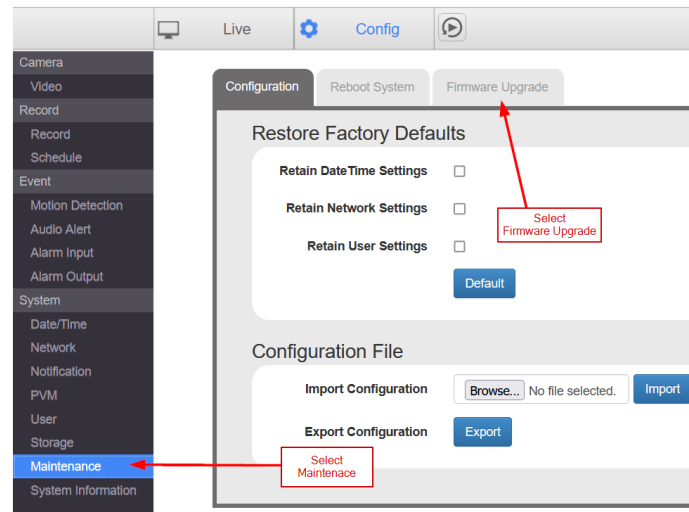 Live
Config
Camera
Video
Record
Record
Schedule
Event
Motion Detection
Audio Alert
Alarm Input
Alarm Output
System
Date/Time
Network
Notification
PVM
User
Storage
Maintenance
System Information
Configuration
Reboot System
Firmware Upgrade
Restore Factory Defaults
Retain DateTime Settings
Retain Network Settings
Select
Firmware Upgrade
Retain User Settings
Default
Configuration File
Import Configuration
Browse... No file selected.
Import
Export Configuration
Export
Select
Maintenace